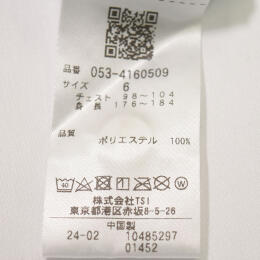 品番 053-4160509
サイズ 6
チェスト 98～104
身長 176～184
品質 ポリエステル 100%
40
株式会社TSI
東京都港区赤坂8-5-26
中国製
24-02 10485297
01452